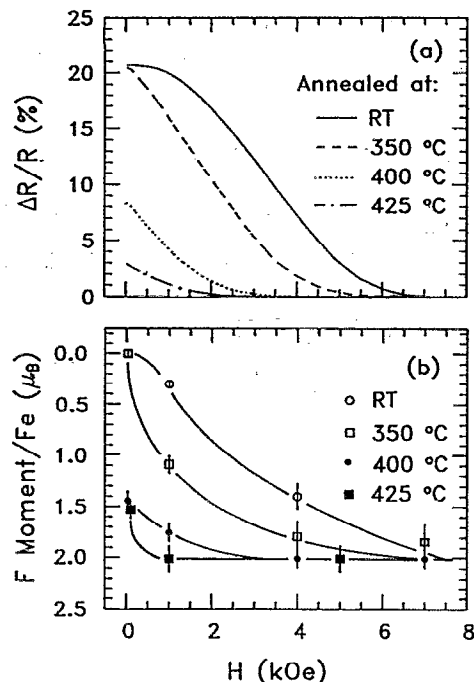 25
(a)
20
Annealed at:
RT
15
350 °C
10
400 °C
5
425 °C
0
ΔR/R (%)
(b)
0.0
RT
0.5
350 °C
1.0
400 °C
1.5
425 °C
2.0
2.5
F Moment/Fe (μB)
0 2 4 6 8
H (kOe)